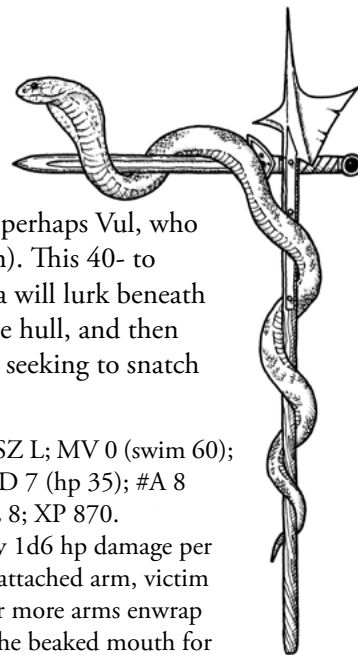 perhaps Vul, who
). This 40- to
a will lurk beneath
e hull, and then
seeking to snatch
SZ L; MV 0 (swim 60);
D 7 (hp 35); #A 8
8; XP 870.
y 1d6 hp damage per
attached arm, victim
r more arms enwrap
he beaked mouth for